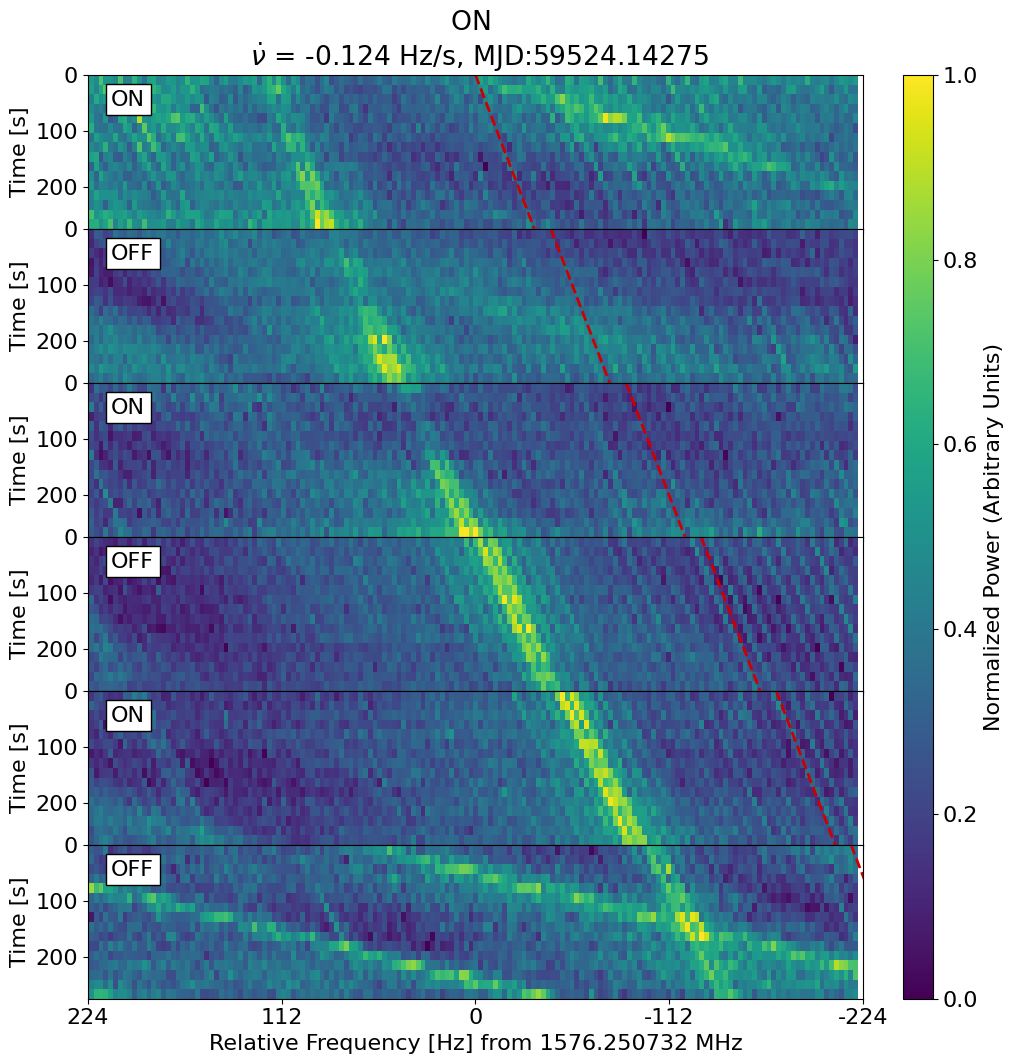 ON
ν̇ = -0.124 Hz/s, MJD:59524.14275
ON
OFF
ON
OFF
ON
OFF
Time [s]
0
100
200
Time [s]
0
100
200
Time [s]
0
100
200
Time [s]
0
100
200
Time [s]
0
100
200
Time [s]
0
100
200
224 112 0 -112 -224
Relative Frequency [Hz] from 1576.250732 MHz
1.0
0.8
0.6
0.4
0.2
0.0
Normalized Power (Arbitrary Units)